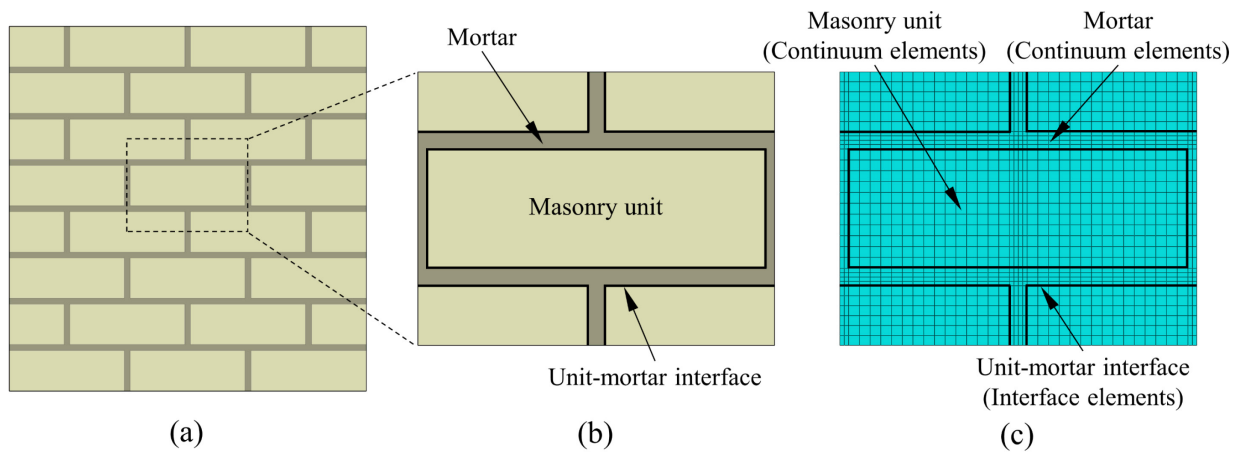 Mortar
Masonry unit
Unit-mortar interface
Masonry unit
(Continuum elements)
Mortar
(Continuum elements)
Unit-mortar interface
(Interface elements)
(a)
(b)
(c)